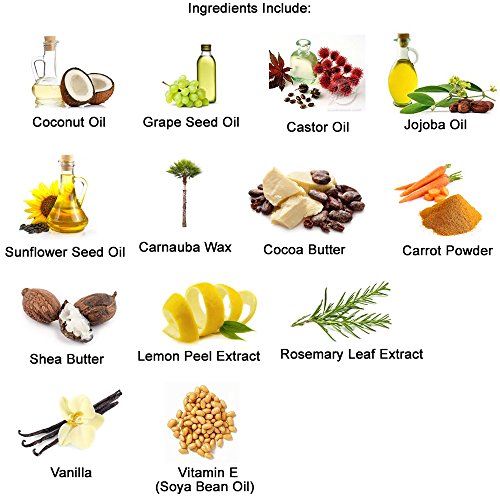 Ingredients Include:
Coconut Oil
Grape Seed Oil
Castor Oil
Jojoba Oil
Sunflower Seed Oil
Carnauba Wax
Cocoa Butter
Carrot Powder
Shea Butter
Lemon Peel Extract
Rosemary Leaf Extract
Vanilla
Vitamin E
(Soya Bean Oil)